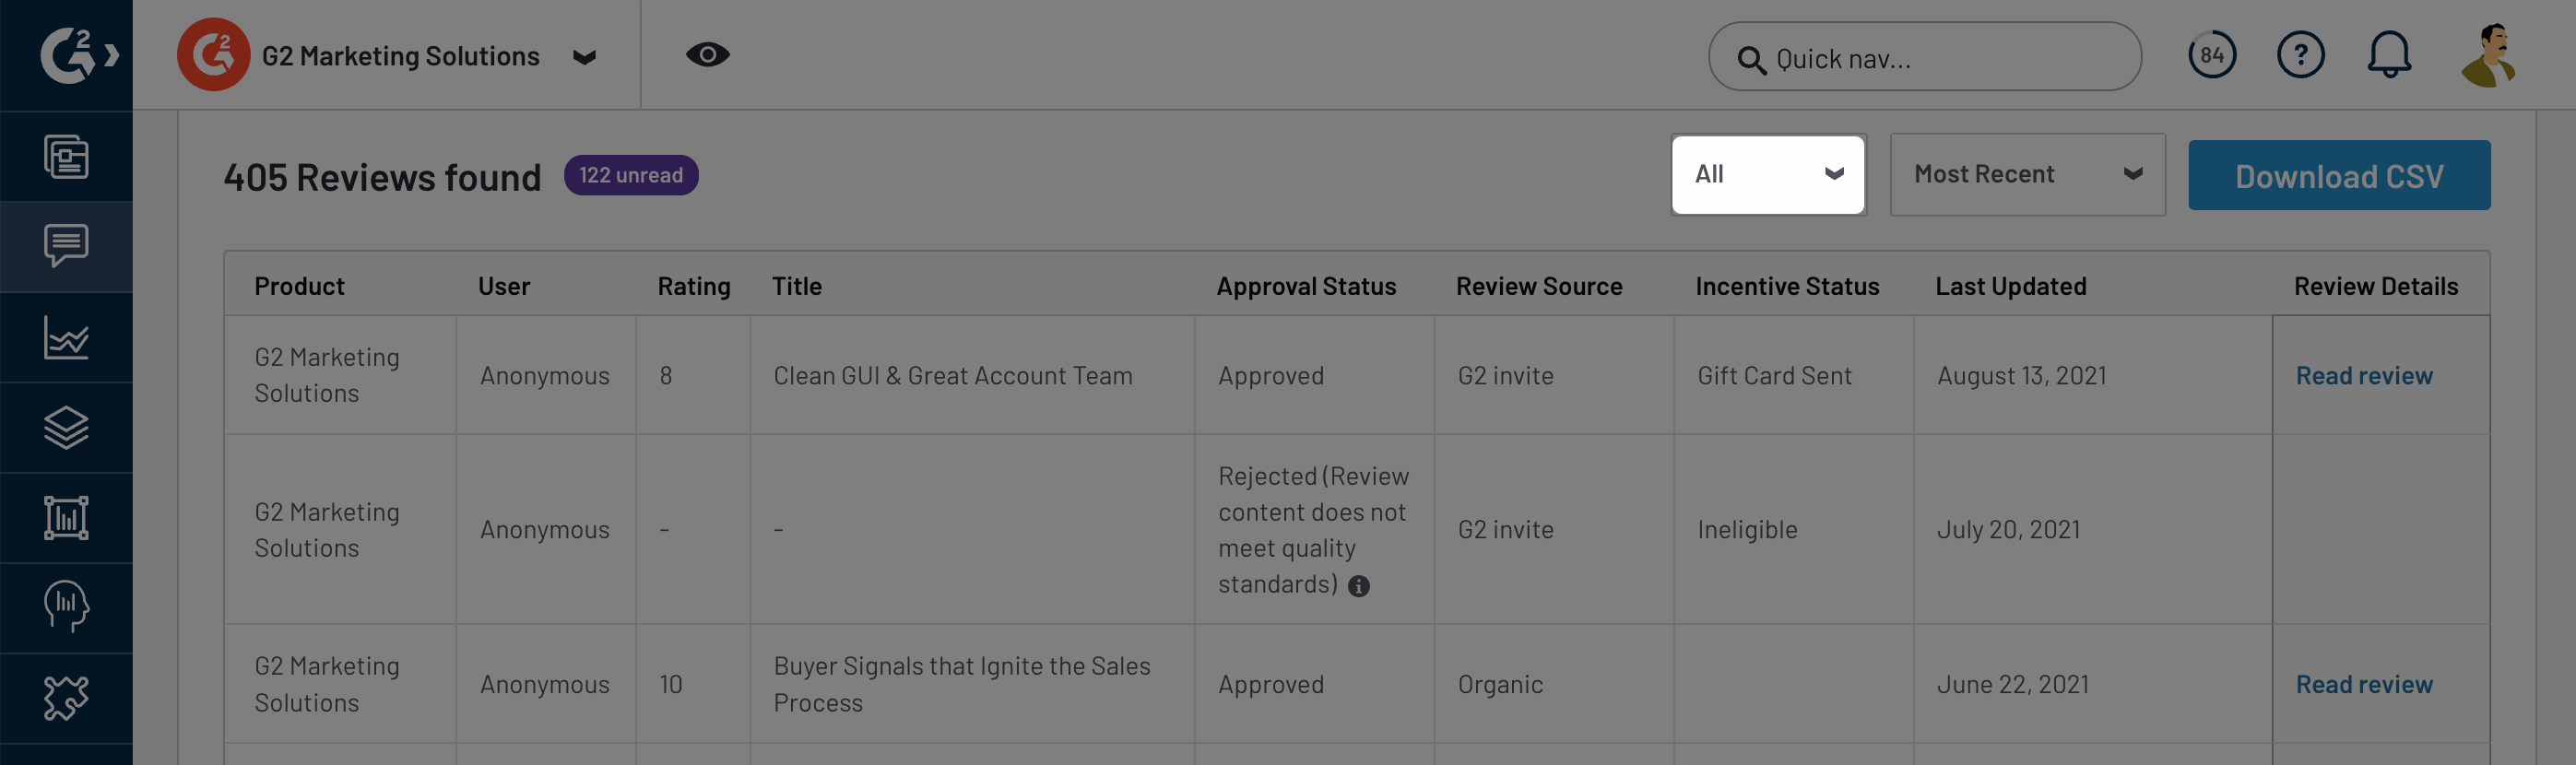 G2
G2 G2 Marketing Solutions
Quick nav...
84
?
405 Reviews found 122 unread
All
Most Recent
Download CSV
Product User Rating Title Approval Status Review Source Incentive Status Last Updated Review Details
G2 Marketing
Solutions
Anonymous
8
Clean GUI & Great Account Team
Approved
G2 invite
Gift Card Sent
August 13, 2021
Read review
G2 Marketing
Solutions
Anonymous
-
-
Rejected (Review
content does not
meet quality
standards) i
G2 invite
Ineligible
July 20, 2021
G2 Marketing
Solutions
Anonymous
10
Buyer Signals that Ignite the Sales
Process
Approved
Organic
June 22, 2021
Read review